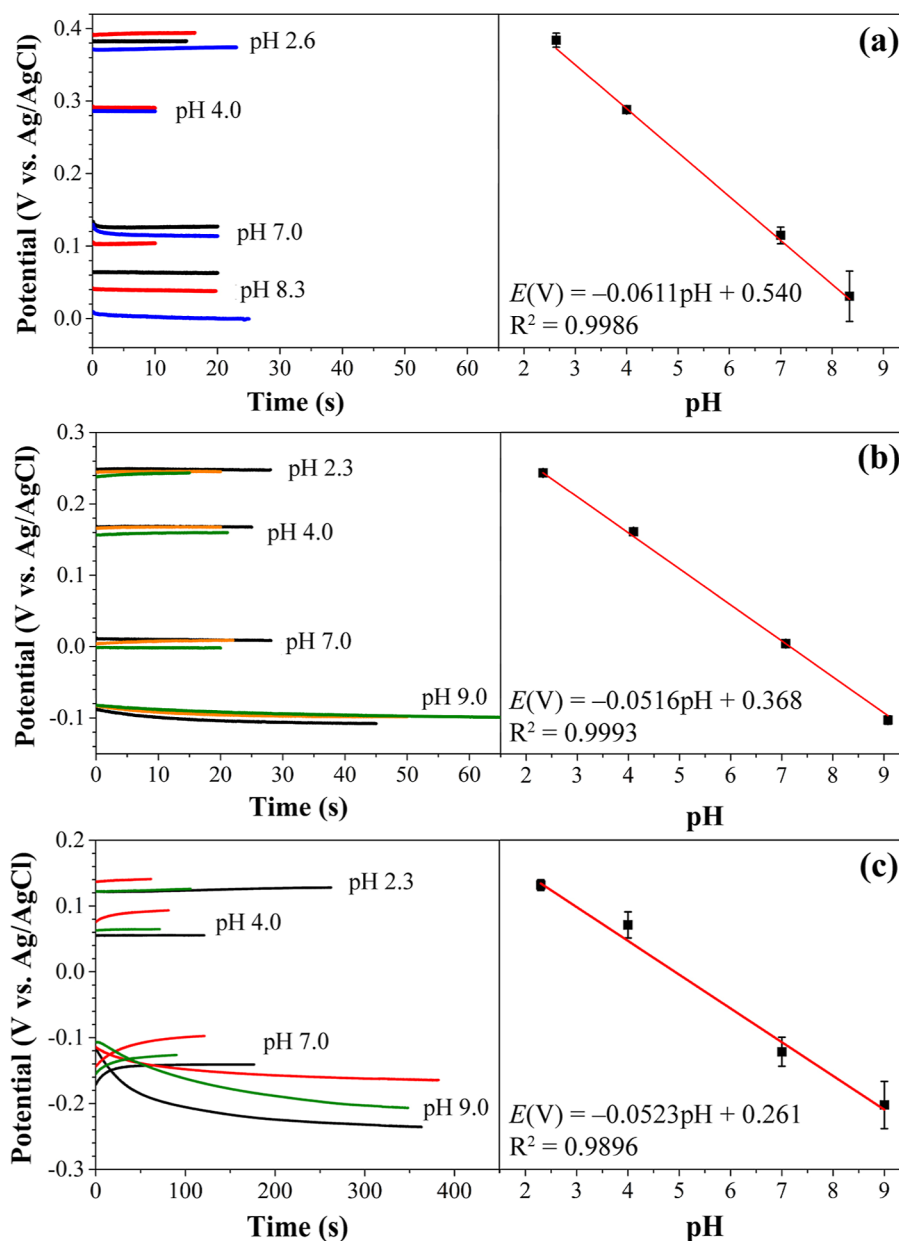 (a)
Potential (V vs. Ag/AgCl)
0.4
0.3
0.2
0.1
0.0
pH 2.6
pH 4.0
pH 7.0
pH 8.3
E(V) = –0.0611pH + 0.540
R² = 0.9986
0 10 20 30 40 50 60
2 3 4 5 6 7 8 9
Time (s)
pH
(b)
Potential (V vs. Ag/AgCl)
0.3
0.2
0.1
0.0
-0.1
pH 2.3
pH 4.0
pH 7.0
pH 9.0
E(V) = –0.0516pH + 0.368
R² = 0.9993
0 10 20 30 40 50 60
2 3 4 5 6 7 8 9
Time (s)
pH
(c)
Potential (V vs. Ag/AgCl)
0.2
0.1
0.0
-0.1
-0.2
-0.3
pH 2.3
pH 4.0
pH 7.0
pH 9.0
E(V) = –0.0523pH + 0.261
R² = 0.9896
0 100 200 300 400
2 3 4 5 6 7 8 9
Time (s)
pH